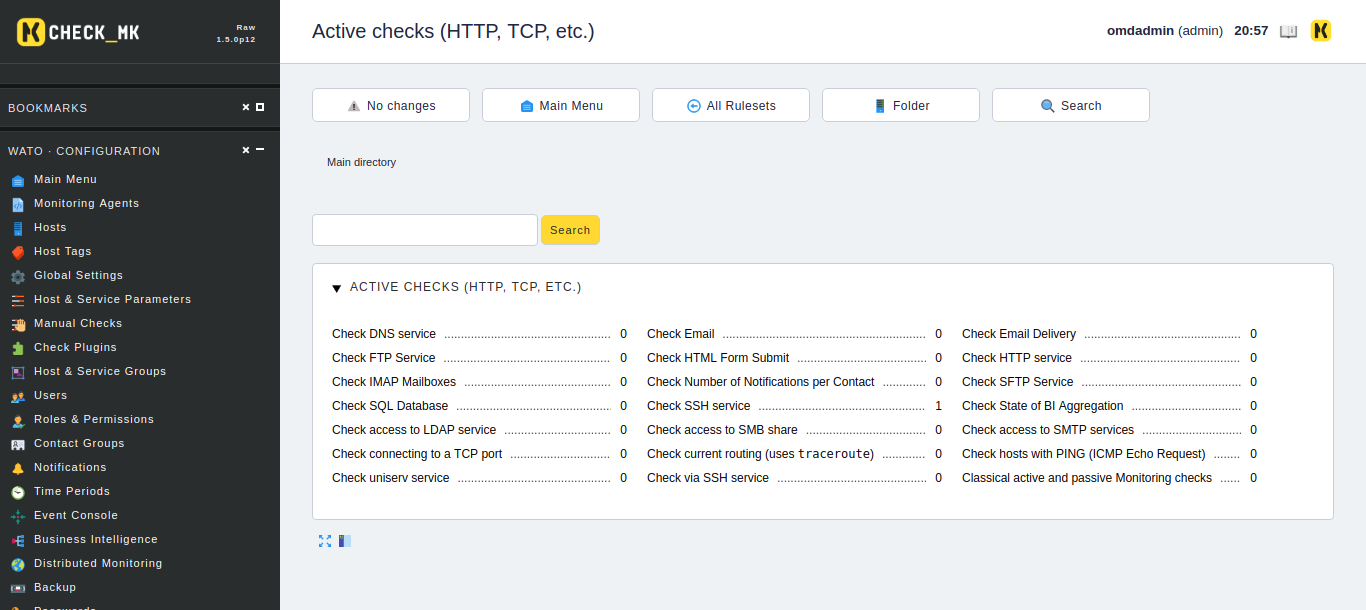 CHECK_MK
Raw
1.5.0p12
Active checks (HTTP, TCP, etc.)
omdadmin (admin) 20:57
BOOKMARKS
WATO · CONFIGURATION
Main Menu
Monitoring Agents
Hosts
Host Tags
Global Settings
Host & Service Parameters
Manual Checks
Check Plugins
Host & Service Groups
Users
Roles & Permissions
Contact Groups
Notifications
Time Periods
Event Console
Business Intelligence
Distributed Monitoring
Backup
Passwords
No changes
Main Menu
All Rulesets
Folder
Search
Main directory
Search
ACTIVE CHECKS (HTTP, TCP, ETC.)
Check DNS service 0 Check Email 0 Check Email Delivery 0
Check FTP Service 0 Check HTML Form Submit 0 Check HTTP service 0
Check IMAP Mailboxes 0 Check Number of Notifications per Contact 0 Check SFTP Service 0
Check SQL Database 0 Check SSH service 1 Check State of BI Aggregation 0
Check access to LDAP service 0 Check access to SMB share 0 Check access to SMTP services 0
Check connecting to a TCP port 0 Check current routing (uses traceroute) 0 Check hosts with PING (ICMP Echo Request) 0
Check uniserv service 0 Check via SSH service 0 Classical active and passive Monitoring checks 0